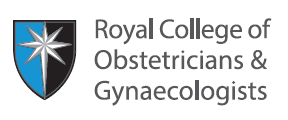 Royal College of
Obstetricians &
Gynaecologists